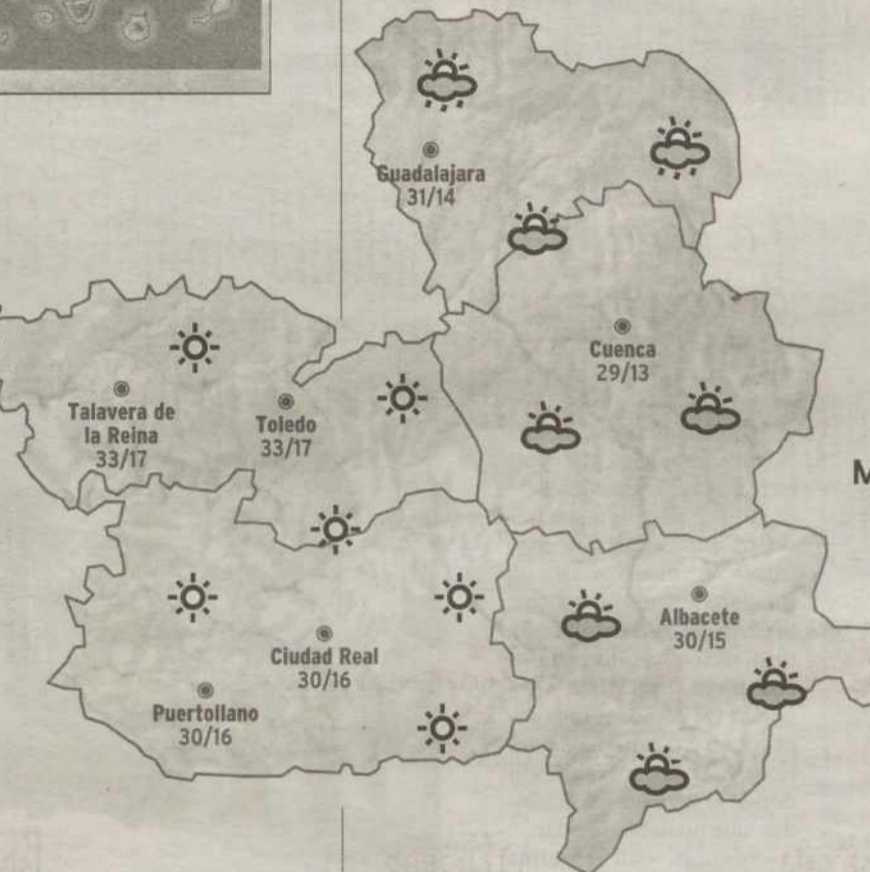 Guadalajara
31/14
Cuenca
29/13
Talavera de
la Reina
33/17
Toledo
33/17
M
Albacete
30/15
Ciudad Real
30/16
Puertollano
30/16